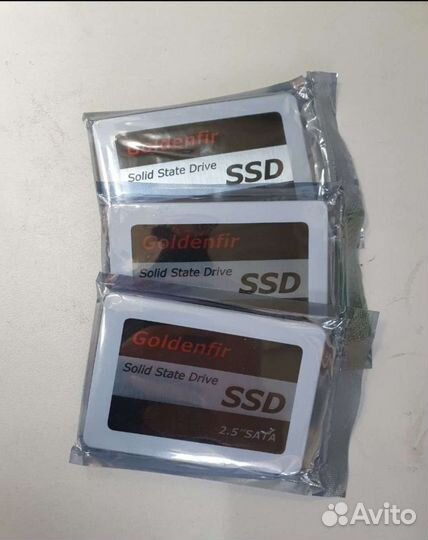 Goldenfir
Solid State Drive
SSD
Goldenfir
Solid State Drive
SSD
Goldenfir
Solid State Drive
SSD
2.5"SATA
Avito